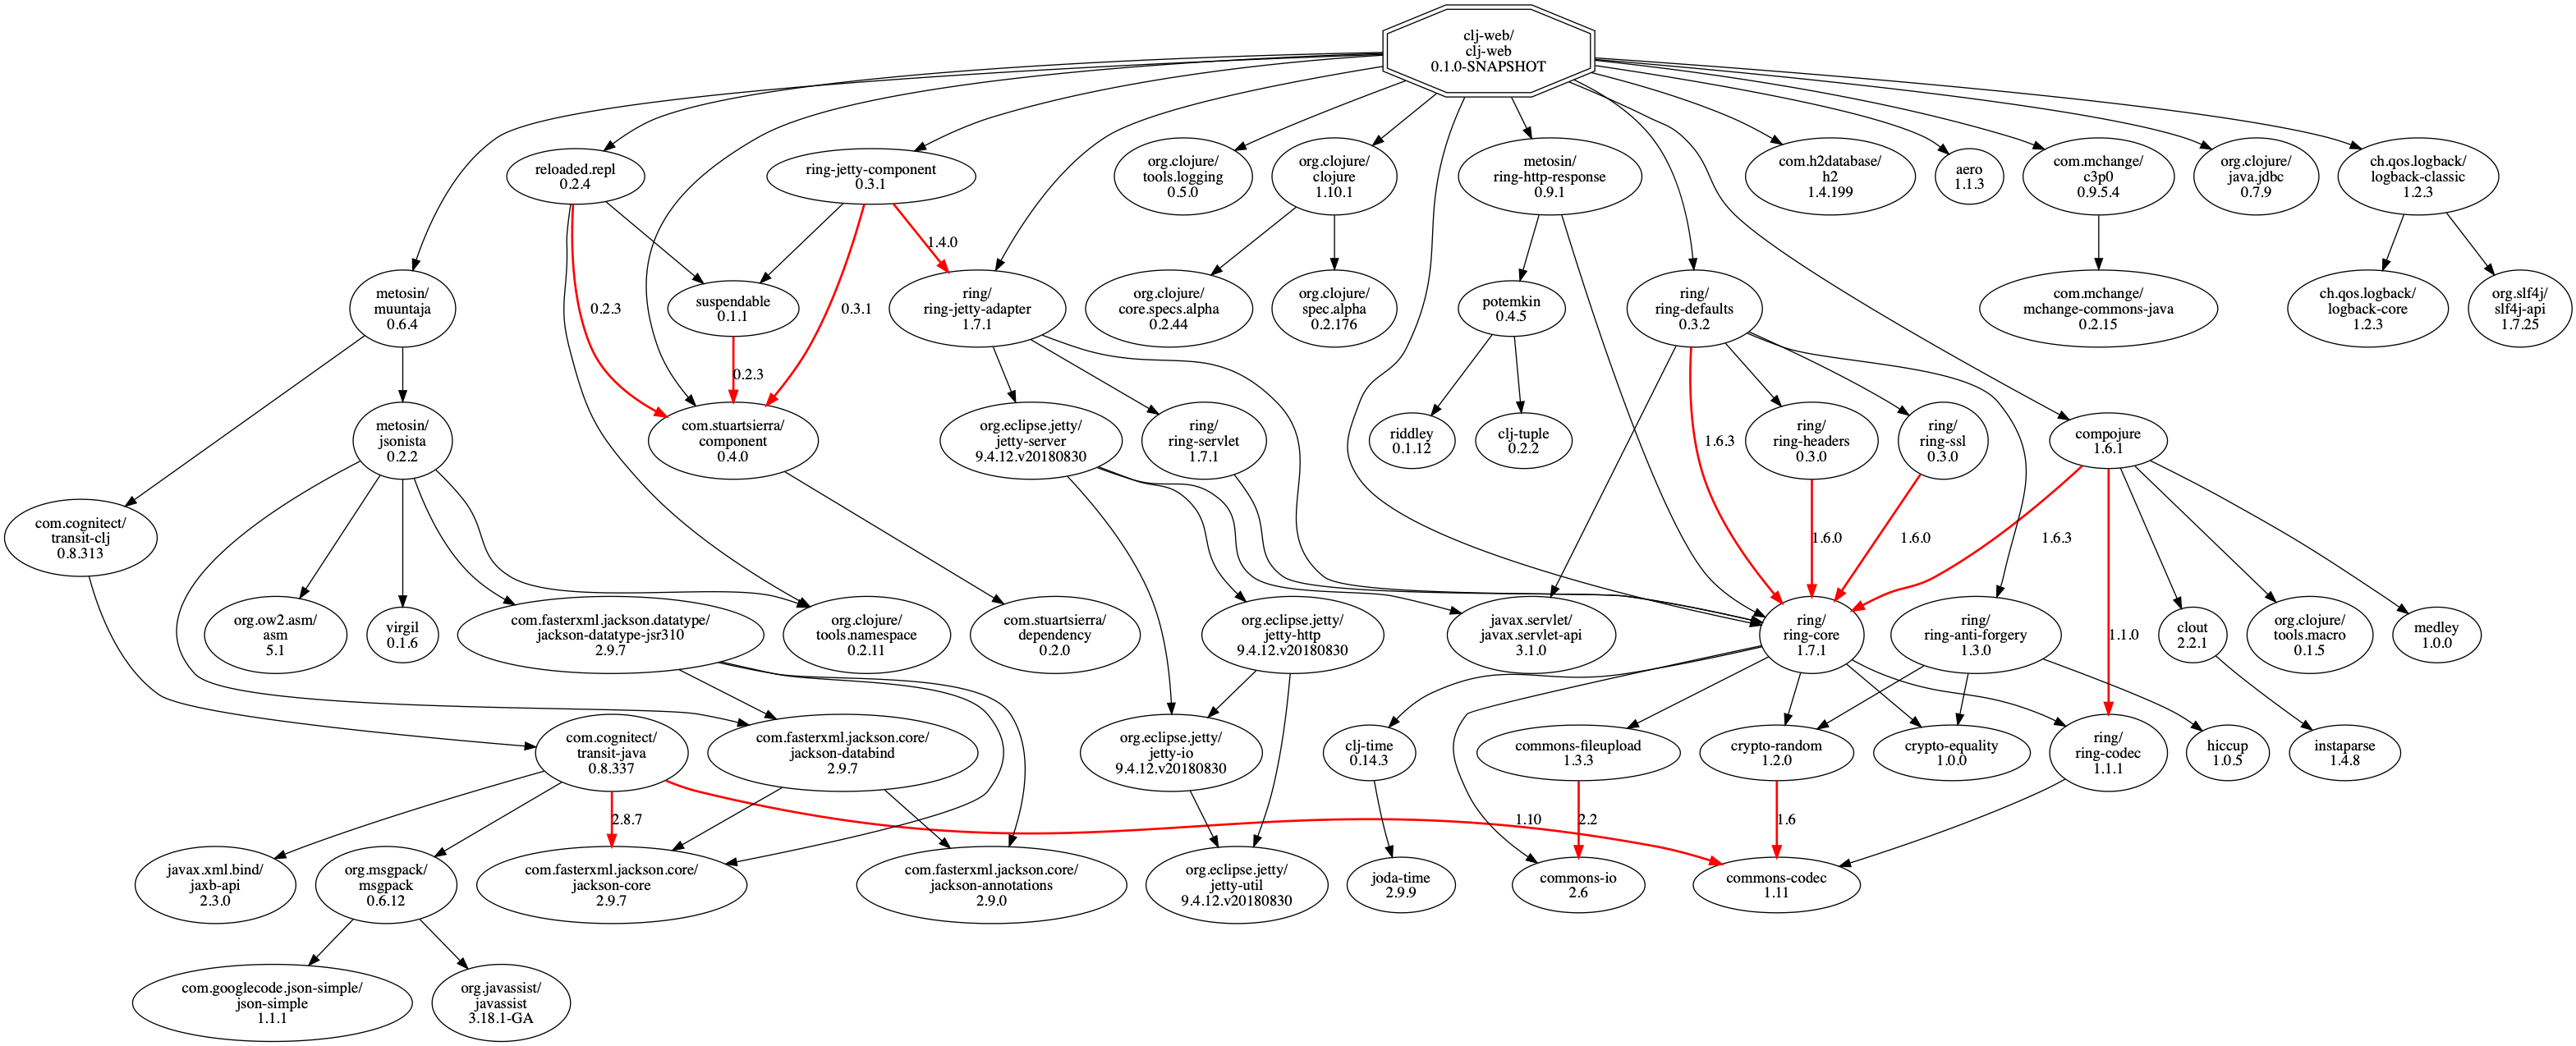 clj-web/
clj-web
0.1.0-SNAPSHOT
reloaded.repl
0.2.4
ring-jetty-component
0.3.1
org.clojure/
tools.logging
0.5.0
org.clojure/
clojure
1.10.1
metosin/
ring-http-response
0.9.1
com.h2database/
h2
1.4.199
aero
1.1.3
com.mchange/
c3p0
0.9.5.4
org.clojure/
java.jdbc
0.7.9
ch.qos.logback/
logback-classic
1.2.3
1.4.0
metosin/
muuntaja
0.6.4
0.2.3
suspendable
0.1.1
0.3.1
ring/
ring-jetty-adapter
1.7.1
org.clojure/
core.specs.alpha
0.2.44
org.clojure/
spec.alpha
0.2.176
potemkin
0.4.5
ring/
ring-defaults
0.3.2
com.mchange/
mchange-commons-java
0.2.15
ch.qos.logback/
logback-core
1.2.3
org.slf4j/
slf4j-api
1.7.25
0.2.3
metosin/
jsonista
0.2.2
com.stuartsierra/
component
0.4.0
org.eclipse.jetty/
jetty-server
9.4.12.v20180830
ring/
ring-servlet
1.7.1
riddley
0.1.12
clj-tuple
0.2.2
1.6.3
ring/
ring-headers
0.3.0
ring/
ring-ssl
0.3.0
compojure
1.6.1
com.cognitect/
transit-clj
0.8.313
1.6.0
1.6.0
1.6.3
org.ow2.asm/
asm
5.1
virgil
0.1.6
com.fasterxml.jackson.datatype/
jackson-datatype-jsr310
2.9.7
org.clojure/
tools.namespace
0.2.11
com.stuartsierra/
dependency
0.2.0
org.eclipse.jetty/
jetty-http
9.4.12.v20180830
javax.servlet/
javax.servlet-api
3.1.0
ring/
ring-core
1.7.1
ring/
ring-anti-forgery
1.3.0
1.1.0
clout
2.2.1
org.clojure/
tools.macro
0.1.5
medley
1.0.0
com.cognitect/
transit-java
0.8.337
com.fasterxml.jackson.core/
jackson-databind
2.9.7
org.eclipse.jetty/
jetty-io
9.4.12.v20180830
clj-time
0.14.3
commons-fileupload
1.3.3
crypto-random
1.2.0
crypto-equality
1.0.0
ring/
ring-codec
1.1.1
hiccup
1.0.5
instaparse
1.4.8
2.8.7
1.10
2.2
1.6
javax.xml.bind/
jaxb-api
2.3.0
org.msgpack/
msgpack
0.6.12
com.fasterxml.jackson.core/
jackson-core
2.9.7
com.fasterxml.jackson.core/
jackson-annotations
2.9.0
org.eclipse.jetty/
jetty-util
9.4.12.v20180830
joda-time
2.9.9
commons-io
2.6
commons-codec
1.11
com.googlecode.json-simple/
json-simple
1.1.1
org.javassist/
javassist
3.18.1-GA